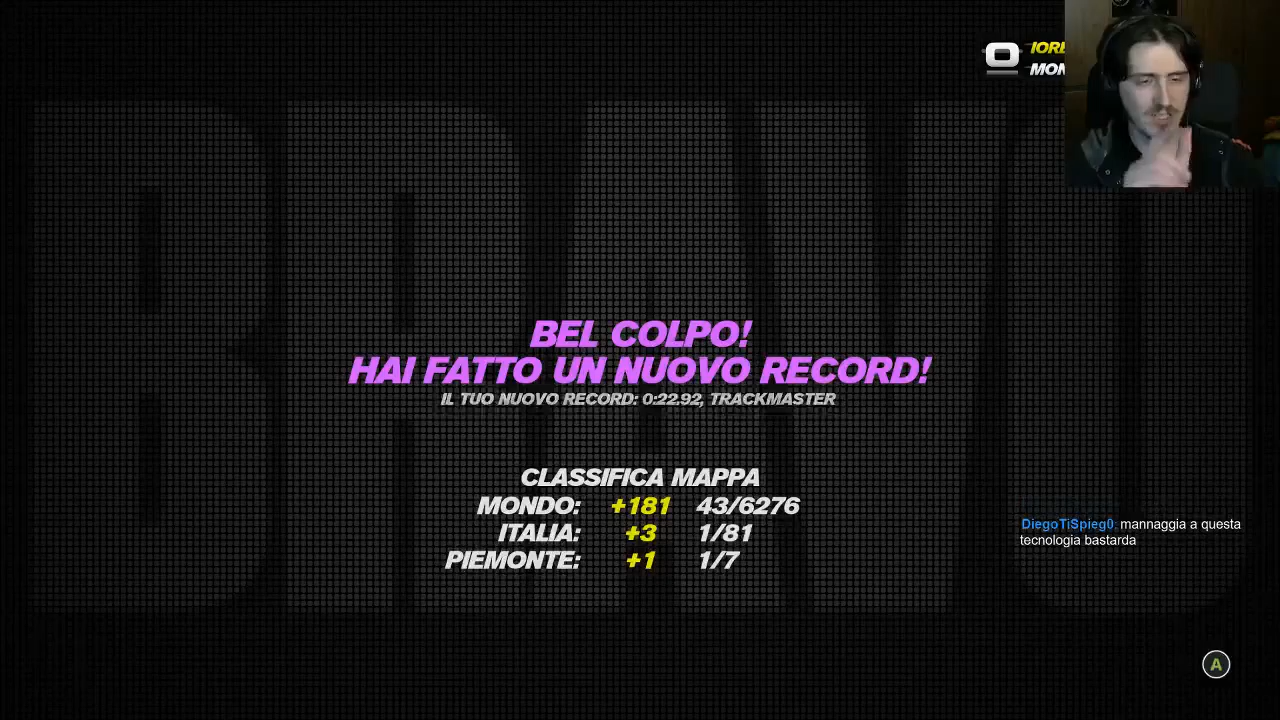 BRAVO
BEL COLPO!
HAI FATTO UN NUOVO RECORD!
IL TUO NUOVO RECORD: 0:22.92, TRACKMASTER
CLASSIFICA MAPPA
MONDO: +181 43/6276
ITALIA: +3 1/81
PIEMONTE: +1 1/7
DiegoTiSpieg0: mannaggia a questa
tecnologia bastarda
A